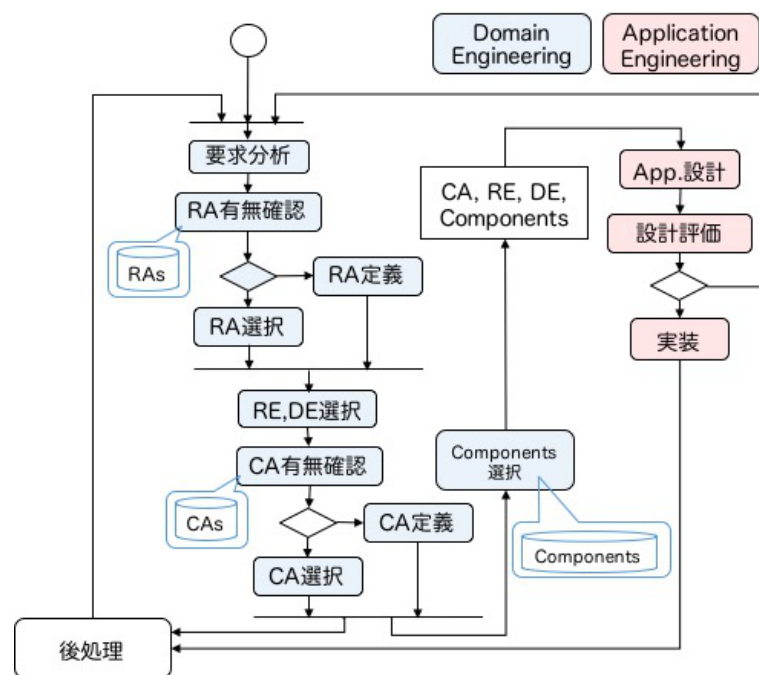 Domain
Engineering
Application
Engineering
要求分析
RA有無確認
RAs
RA定義
RA選択
RE,DE選択
CA有無確認
CAs
CA定義
CA選択
後処理
CA, RE, DE,
Components
Components
選択
Components
App.設計
設計評価
実装